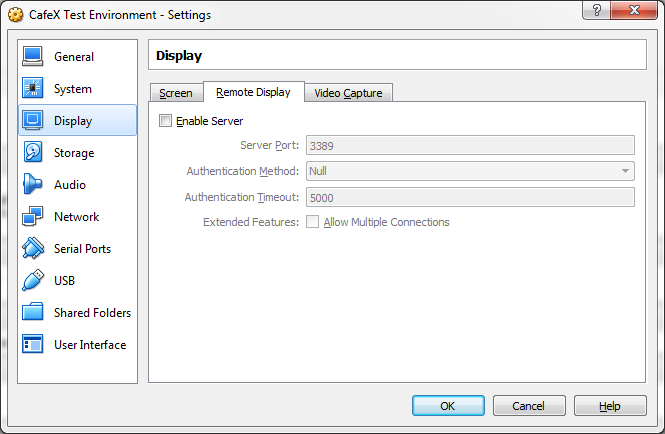 CafeX Test Environment - Settings
General
System
Display
Storage
Audio
Network
Serial Ports
USB
Shared Folders
User Interface
Display
Screen Remote Display Video Capture
Enable Server
Server Port: 3389
Authentication Method: Null
Authentication Timeout: 5000
Extended Features: Allow Multiple Connections
OK Cancel Help